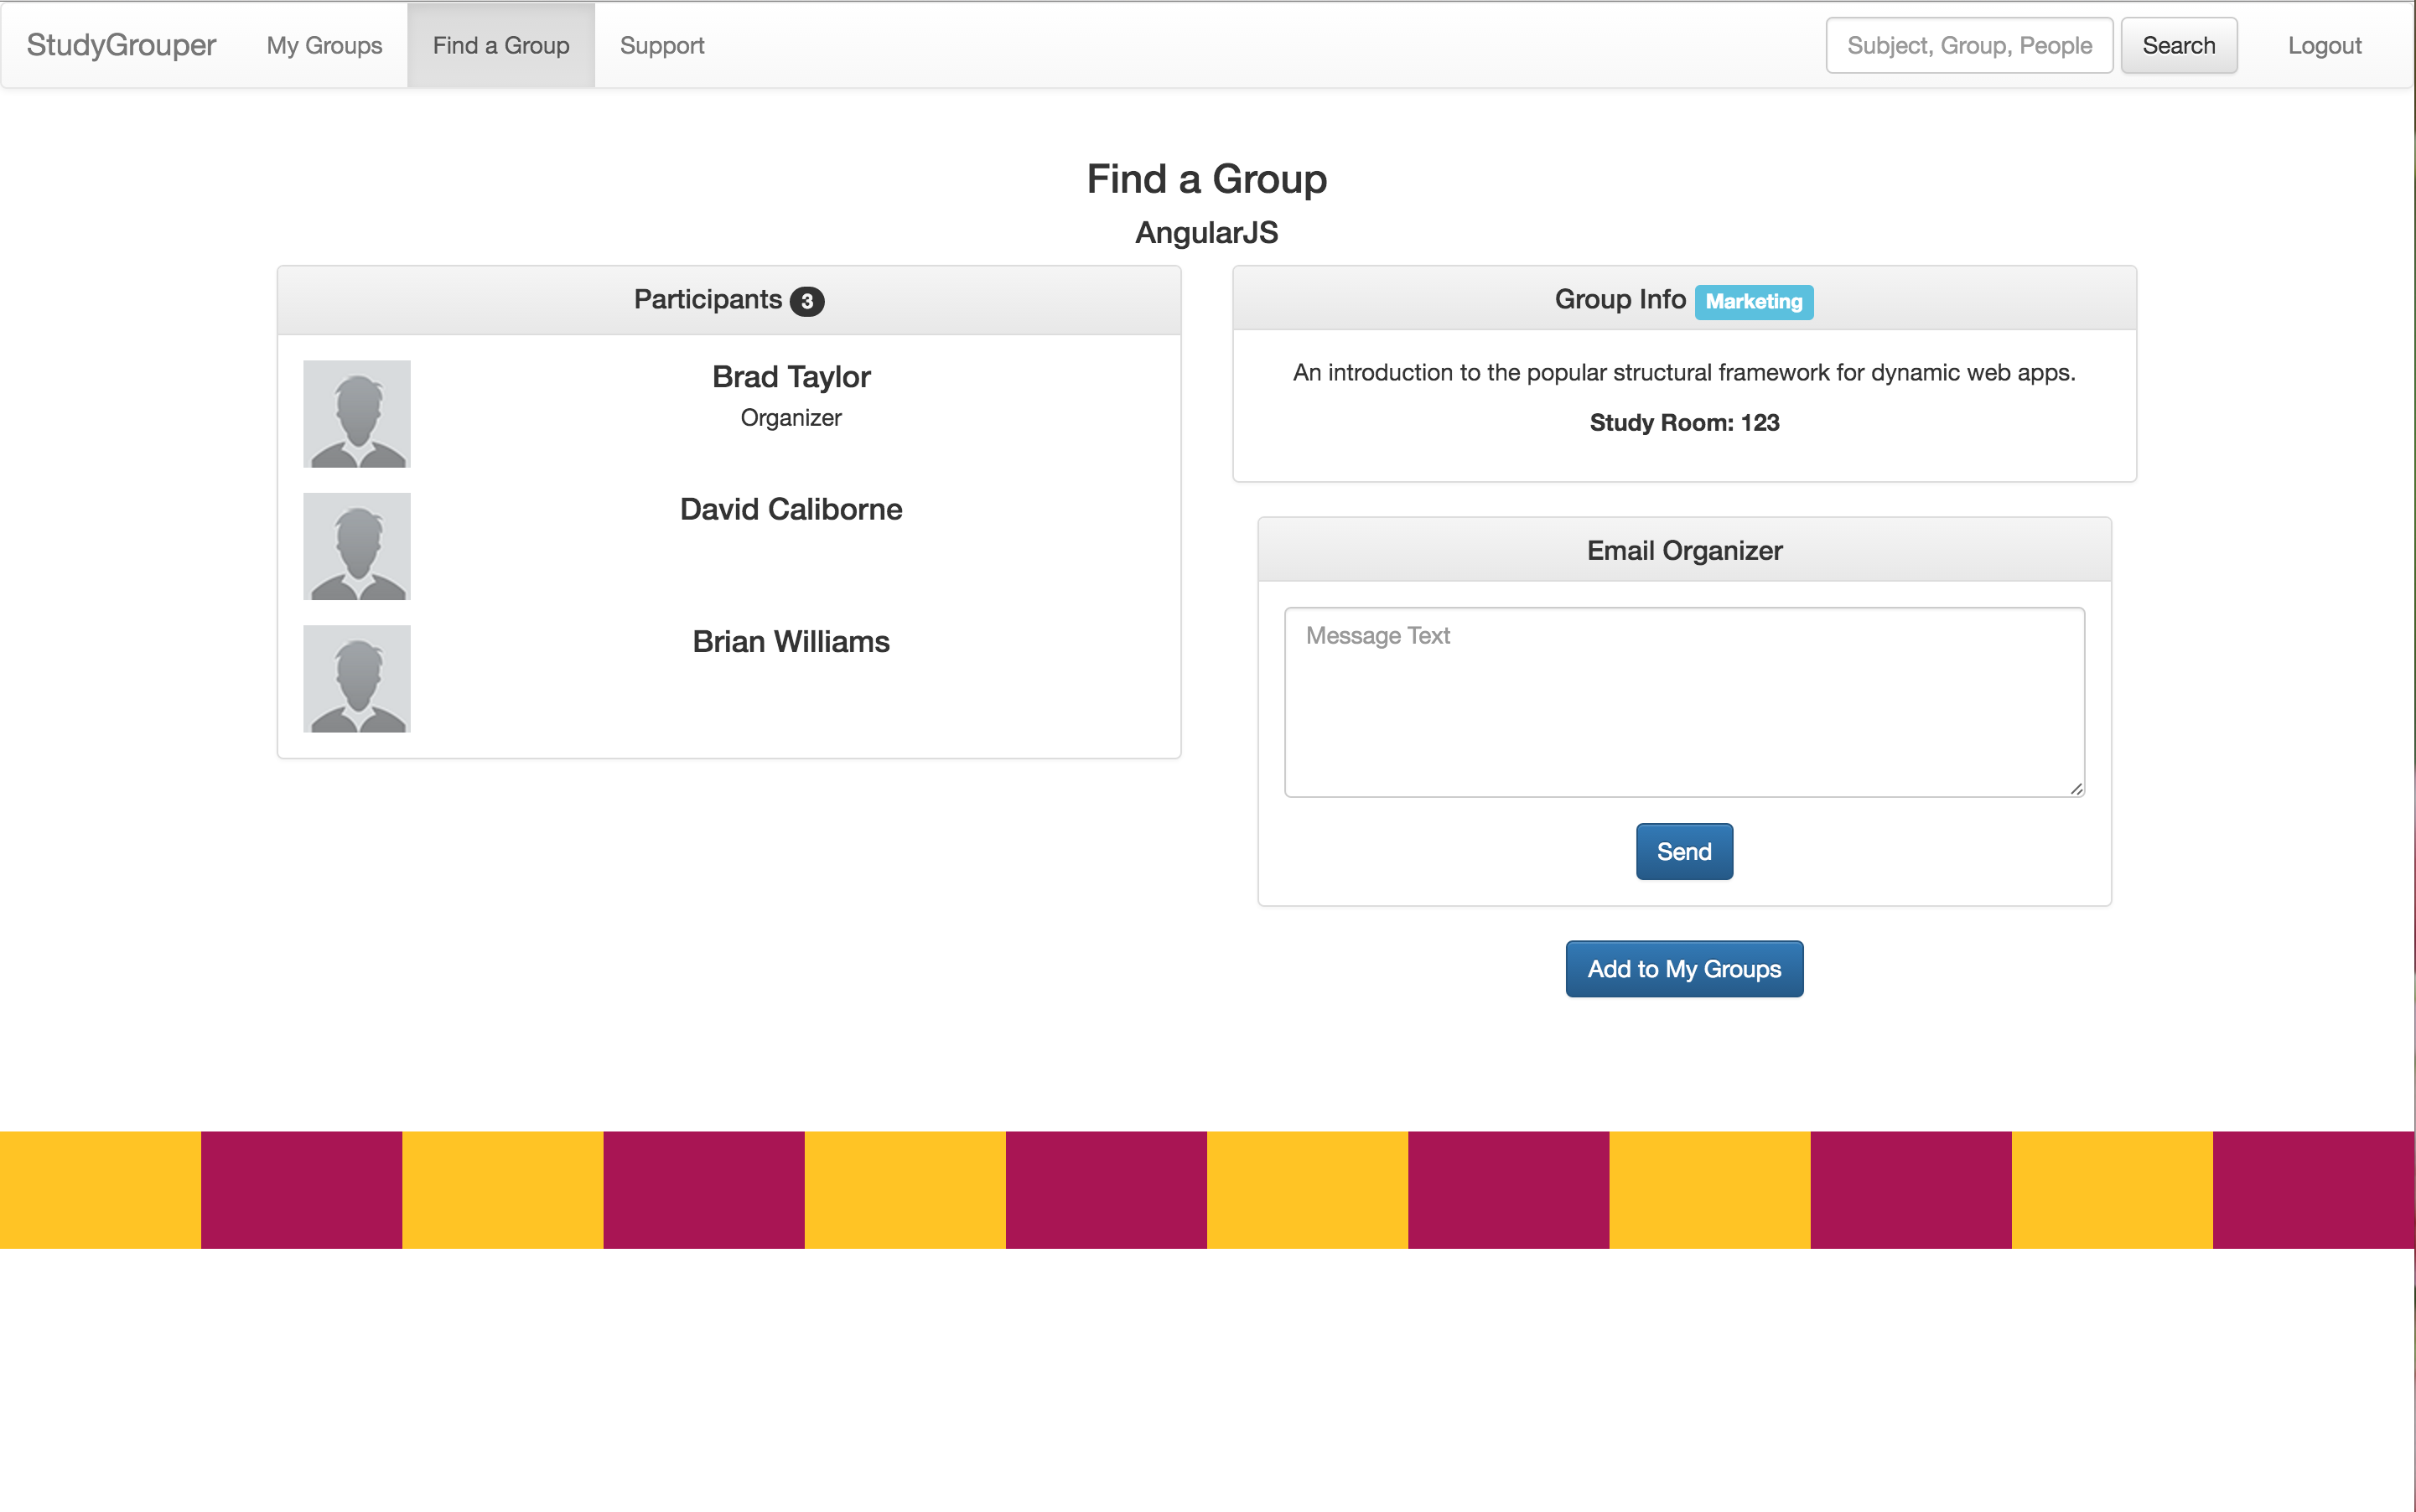 StudyGrouper My Groups Find a Group Support Subject, Group, People Search Logout
Find a Group
AngularJS
Participants 3
Brad Taylor
Organizer
David Caliborne
Brian Williams
Group Info Marketing
An introduction to the popular structural framework for dynamic web apps.
Study Room: 123
Email Organizer
Message Text
Send
Add to My Groups